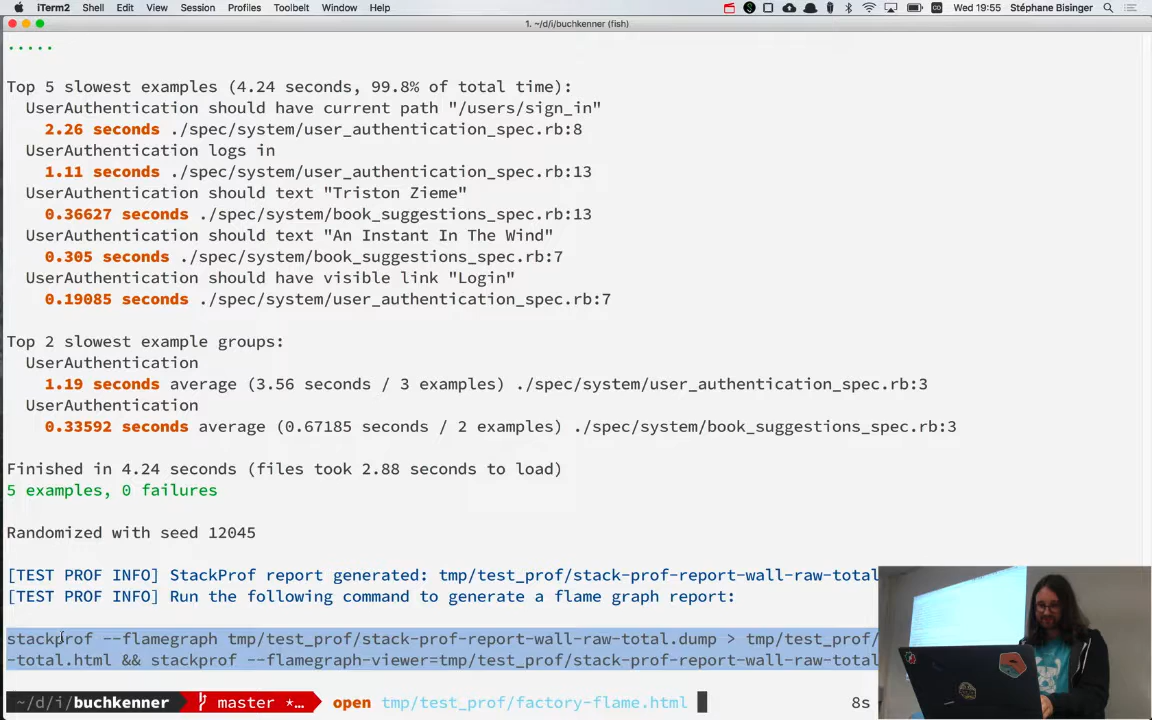 iTerm2 Shell Edit View Session Profiles Toolbelt Window Help Wed 19:55 Stéphane Bisinger
1. ~/d/i/buchkenner (fish)
.....
Top 5 slowest examples (4.24 seconds, 99.8% of total time):
UserAuthentication should have current path "/users/sign_in"
2.26 seconds ./spec/system/user_authentication_spec.rb:8
UserAuthentication logs in
1.11 seconds ./spec/system/user_authentication_spec.rb:13
UserAuthentication should text "Triston Zieme"
0.36627 seconds ./spec/system/book_suggestions_spec.rb:13
UserAuthentication should text "An Instant In The Wind"
0.305 seconds ./spec/system/book_suggestions_spec.rb:7
UserAuthentication should have visible link "Login"
0.19085 seconds ./spec/system/user_authentication_spec.rb:7
Top 2 slowest example groups:
UserAuthentication
1.19 seconds average (3.56 seconds / 3 examples) ./spec/system/user_authentication_spec.rb:3
UserAuthentication
0.33592 seconds average (0.67185 seconds / 2 examples) ./spec/system/book_suggestions_spec.rb:3
Finished in 4.24 seconds (files took 2.88 seconds to load)
5 examples, 0 failures
Randomized with seed 12045
[TEST PROF INFO] StackProf report generated: tmp/test_prof/stack-prof-report-wall-raw-total
[TEST PROF INFO] Run the following command to generate a flame graph report:
stackprof --flamegraph tmp/test_prof/stack-prof-report-wall-raw-total.dump > tmp/test_prof/
-total.html && stackprof --flamegraph-viewer=tmp/test_prof/stack-prof-report-wall-raw-total
~/d/i/buchkenner master *… open tmp/test_prof/factory-flame.html 8s